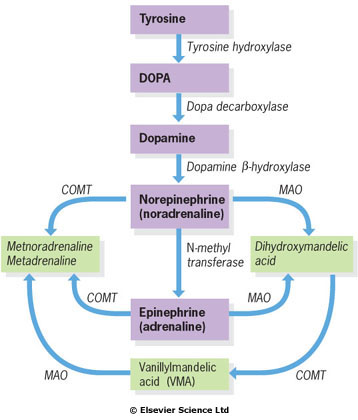 Tyrosine
Tyrosine hydroxylase
DOPA
Dopa decarboxylase
Dopamine
Dopamine β-hydroxylase
COMT
Norepinephrine
(noradrenaline)
MAO
Metnoradrenaline
Metadrenaline
N-methyl
transferase
Dihydroxymandelic
acid
COMT
Epinephrine
(adrenaline)
MAO
MAO
Vanillylmandelic
acid (VMA)
COMT
© Elsevier Science Ltd